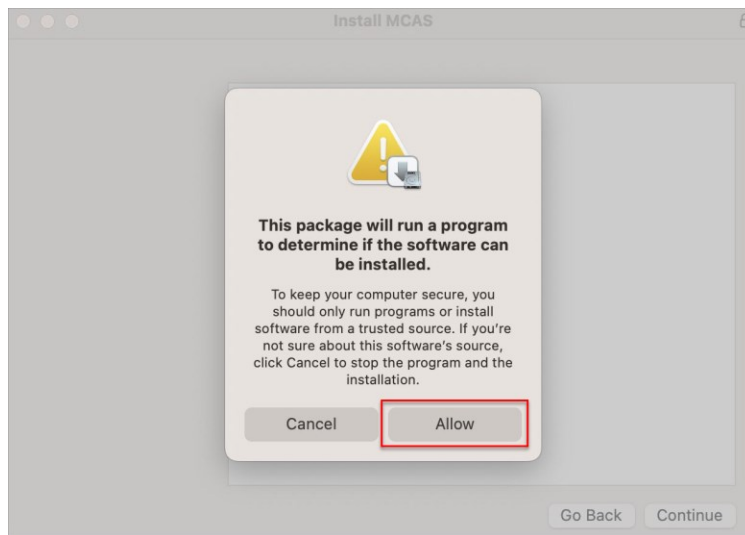 Install MCAS
This package will run a program
to determine if the software can
be installed.
To keep your computer secure, you
should only run programs or install
software from a trusted source. If you're
not sure about this software's source,
click Cancel to stop the program and the
installation.
Cancel Allow
Go Back Continue